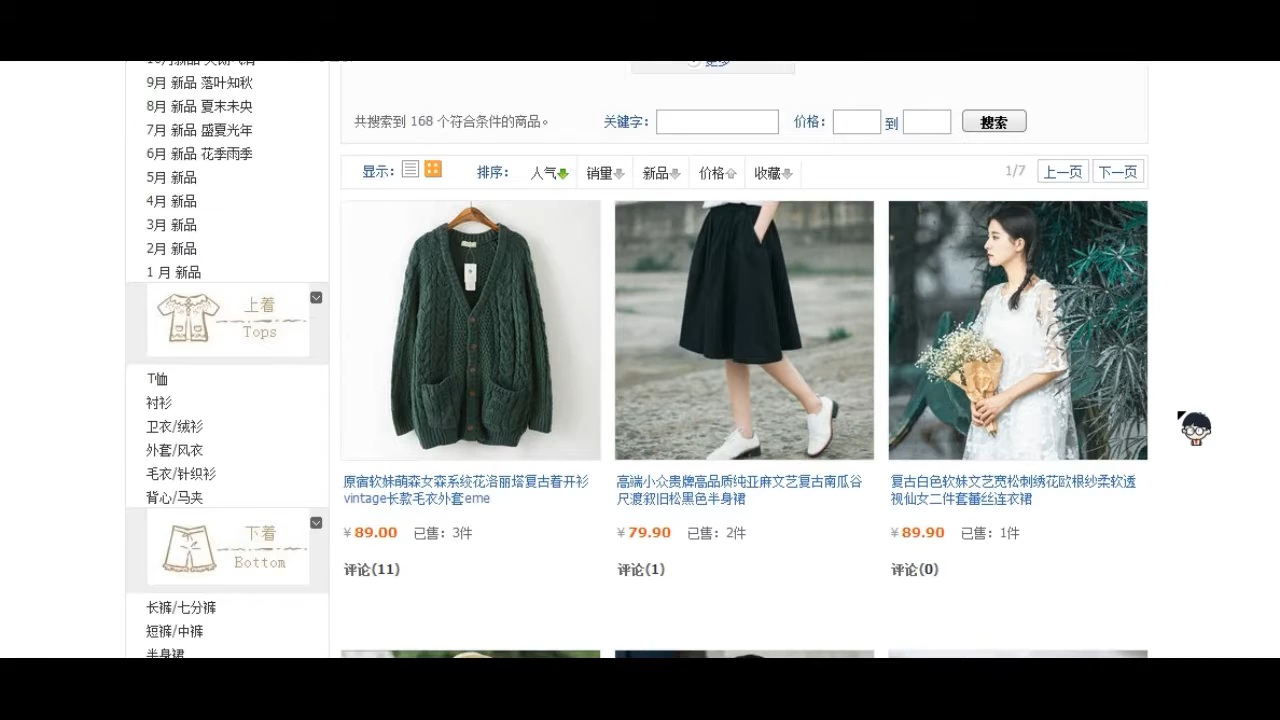 9月 新品 落叶知秋
8月 新品 夏末未央
7月 新品 盛夏光年
6月 新品 花季雨季
5月 新品
4月 新品
3月 新品
2月 新品
1 月 新品
上着
Tops
T恤
衬衫
卫衣/绒衫
外套/风衣
毛衣/针织衫
背心/马夹
下着
Bottom
长裤/七分裤
短裤/中裤
半身裙
更多
共搜索到 168 个符合条件的商品。 关键字: 价格: 到 搜索
显示: 排序: 人气 销量 新品 价格 收藏 1/7 上一页 下一页
原宿软妹萌森女森系绞花洛丽塔复古着开衫
vintage长款毛衣外套eme
¥ 89.00 已售: 3件
评论(11)
高端小众贵牌高品质纯亚麻文艺复古南瓜谷
尺渡叙旧松黑色半身裙
¥ 79.90 已售: 2件
评论(1)
复古白色软妹文艺宽松刺绣花欧根纱柔软透
视仙女二件套蕾丝连衣裙
¥ 89.90 已售: 1件
评论(0)